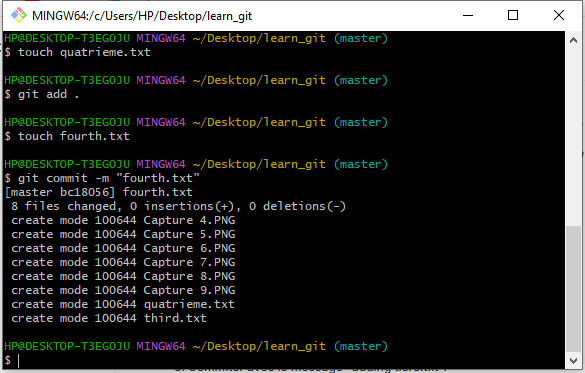 MINGW64:/c/Users/HP/Desktop/learn_git
HP@DESKTOP-T3EGOJU MINGW64 ~/Desktop/learn_git (master)
$ touch quatrieme.txt
HP@DESKTOP-T3EGOJU MINGW64 ~/Desktop/learn_git (master)
$ git add .
HP@DESKTOP-T3EGOJU MINGW64 ~/Desktop/learn_git (master)
$ touch fourth.txt
HP@DESKTOP-T3EGOJU MINGW64 ~/Desktop/learn_git (master)
$ git commit -m "fourth.txt"
[master bc18056] fourth.txt
8 files changed, 0 insertions(+), 0 deletions(-)
create mode 100644 Capture 4.PNG
create mode 100644 Capture 5.PNG
create mode 100644 Capture 6.PNG
create mode 100644 Capture 7.PNG
create mode 100644 Capture 8.PNG
create mode 100644 Capture 9.PNG
create mode 100644 quatrieme.txt
create mode 100644 third.txt
HP@DESKTOP-T3EGOJU MINGW64 ~/Desktop/learn_git (master)
$